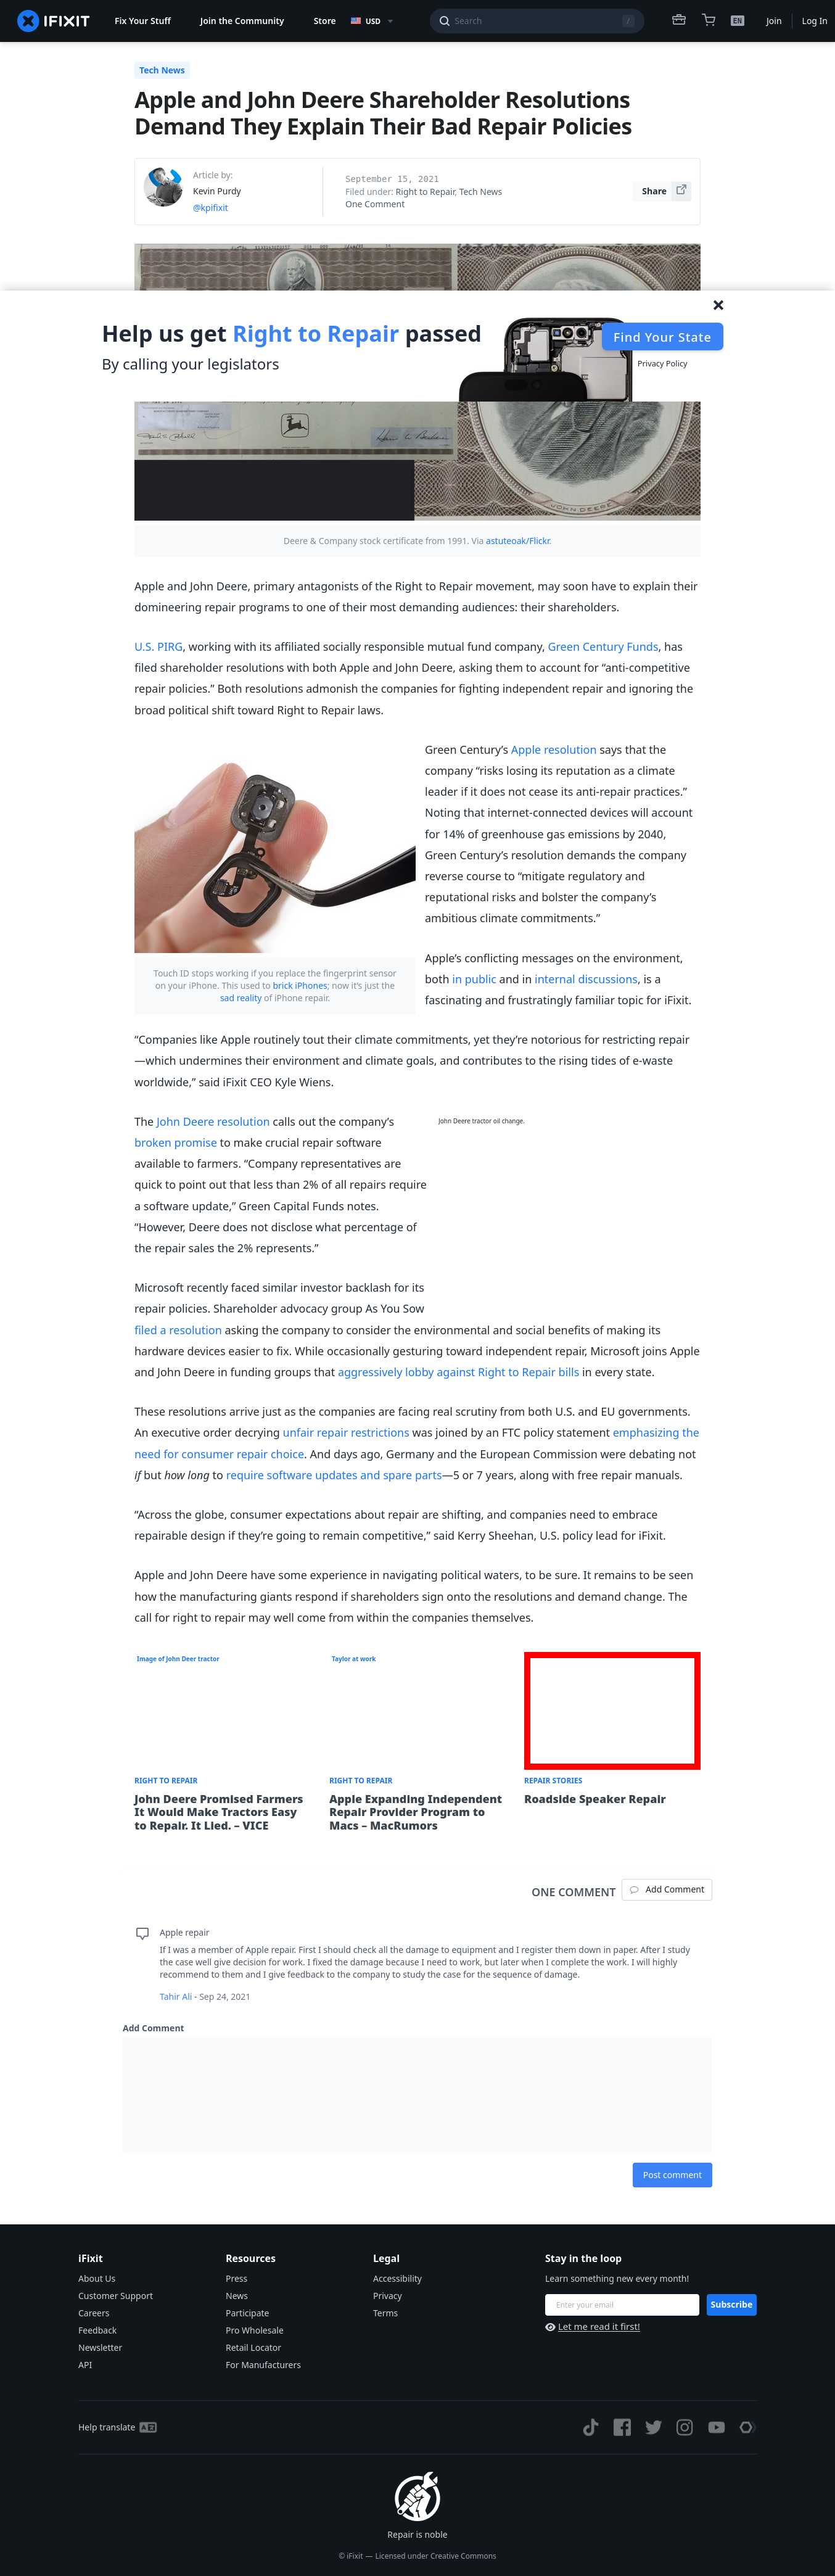 IFIXIT
Fix Your Stuff
Join the Community
Store
USD
Search
/
EN
Join
Log In
Tech News
Apple and John Deere Shareholder Resolutions
Demand They Explain Their Bad Repair Policies
Article by:
Kevin Purdy
@kpifixit
September 15, 2021
Filed under: Right to Repair, Tech News
One Comment
Share
Help us get Right to Repair passed
By calling your legislators
Find Your State
Privacy Policy
JOHN DEERE
Deere & Company stock certificate from 1991. Via astuteoak/Flickr.
Apple and John Deere, primary antagonists of the Right to Repair movement, may soon have to explain their
domineering repair programs to one of their most demanding audiences: their shareholders.
U.S. PIRG, working with its affiliated socially responsible mutual fund company, Green Century Funds, has
filed shareholder resolutions with both Apple and John Deere, asking them to account for “anti-competitive
repair policies.” Both resolutions admonish the companies for fighting independent repair and ignoring the
broad political shift toward Right to Repair laws.
Green Century’s Apple resolution says that the
company “risks losing its reputation as a climate
leader if it does not cease its anti-repair practices.”
Noting that internet-connected devices will account
for 14% of greenhouse gas emissions by 2040,
Green Century’s resolution demands the company
reverse course to “mitigate regulatory and
reputational risks and bolster the company’s
ambitious climate commitments.”
Touch ID stops working if you replace the fingerprint sensor
on your iPhone. This used to brick iPhones; now it’s just the
sad reality of iPhone repair.
Apple’s conflicting messages on the environment,
both in public and in internal discussions, is a
fascinating and frustratingly familiar topic for iFixit.
“Companies like Apple routinely tout their climate commitments, yet they’re notorious for restricting repair
—which undermines their environment and climate goals, and contributes to the rising tides of e-waste
worldwide,” said iFixit CEO Kyle Wiens.
The John Deere resolution calls out the company’s
broken promise to make crucial repair software
available to farmers. “Company representatives are
quick to point out that less than 2% of all repairs require
a software update,” Green Capital Funds notes.
“However, Deere does not disclose what percentage of
the repair sales the 2% represents.”
John Deere tractor oil change.
Microsoft recently faced similar investor backlash for its
repair policies. Shareholder advocacy group As You Sow
filed a resolution asking the company to consider the environmental and social benefits of making its
hardware devices easier to fix. While occasionally gesturing toward independent repair, Microsoft joins Apple
and John Deere in funding groups that aggressively lobby against Right to Repair bills in every state.
These resolutions arrive just as the companies are facing real scrutiny from both U.S. and EU governments.
An executive order decrying unfair repair restrictions was joined by an FTC policy statement emphasizing the
need for consumer repair choice. And days ago, Germany and the European Commission were debating not
if but how long to require software updates and spare parts—5 or 7 years, along with free repair manuals.
“Across the globe, consumer expectations about repair are shifting, and companies need to embrace
repairable design if they’re going to remain competitive,” said Kerry Sheehan, U.S. policy lead for iFixit.
Apple and John Deere have some experience in navigating political waters, to be sure. It remains to be seen
how the manufacturing giants respond if shareholders sign onto the resolutions and demand change. The
call for right to repair may well come from within the companies themselves.
Image of John Deer tractor
Taylor at work
RIGHT TO REPAIR
John Deere Promised Farmers
It Would Make Tractors Easy
to Repair. It Lied. – VICE
RIGHT TO REPAIR
Apple Expanding Independent
Repair Provider Program to
Macs – MacRumors
REPAIR STORIES
Roadside Speaker Repair
ONE COMMENT
Add Comment
Apple repair
If I was a member of Apple repair. First I should check all the damage to equipment and I register them down in paper. After I study
the case well give decision for work. I fixed the damage because I need to work, but later when I complete the work. I will highly
recommend to them and I give feedback to the company to study the case for the sequence of damage.
Tahir Ali - Sep 24, 2021
Add Comment
Post comment
iFixit
About Us
Customer Support
Careers
Feedback
Newsletter
API
Resources
Press
News
Participate
Pro Wholesale
Retail Locator
For Manufacturers
Legal
Accessibility
Privacy
Terms
Stay in the loop
Learn something new every month!
Enter your email
Subscribe
Let me read it first!
Help translate
Repair is noble
© iFixit — Licensed under Creative Commons